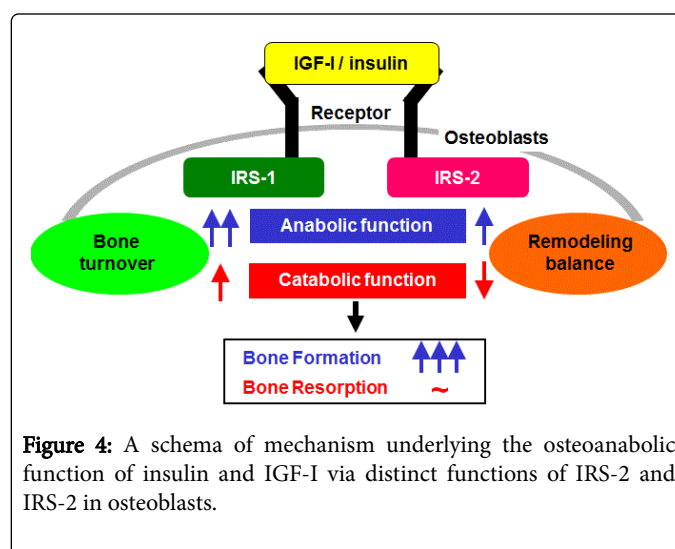 IGF-I / insulin
Receptor
Osteoblasts
IRS-1
IRS-2
Bone
turnover
Anabolic function
Remodeling
balance
Catabolic function
Bone Formation
Bone Resorption ~
Figure 4: A schema of mechanism underlying the osteoanabolic
function of insulin and IGF-I via distinct functions of IRS-2 and
IRS-2 in osteoblasts.